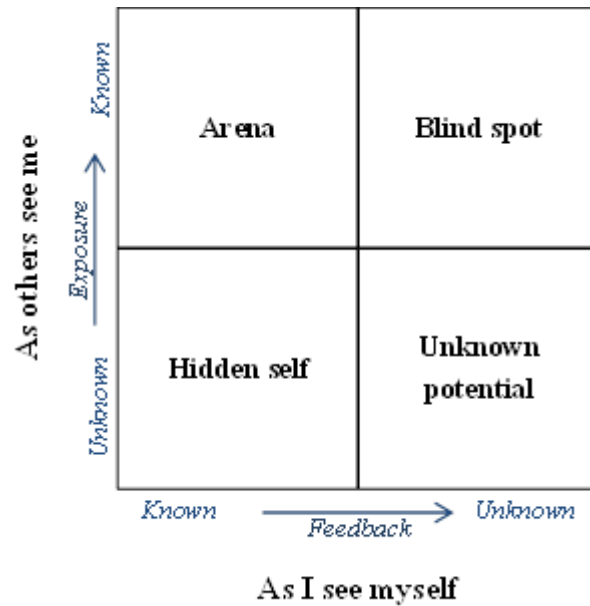 As others see me
Known
Exposure
Unknown
Arena
Blind spot
Hidden self
Unknown
potential
Known
Feedback
Unknown
As I see myself